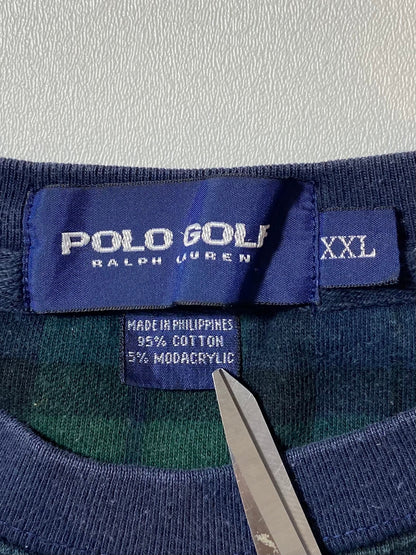 POLO GOLF
RALPH LAUREN
XXL
MADE IN PHILIPPINES
95% COTTON
5% MODACRYLIC